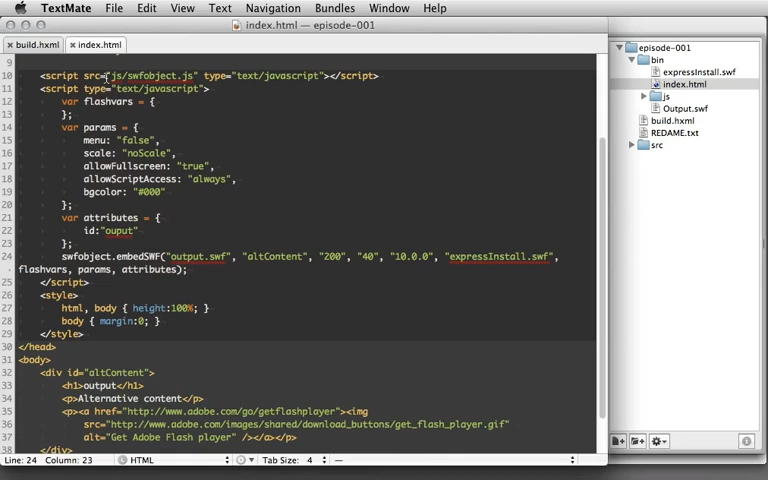 TextMate File Edit View Text Navigation Bundles Window Help
index.html — episode-001
build.hxml index.html
9
10 <script src="js/swfobject.js" type="text/javascript"></script>
11 <script type="text/javascript">
12 var flashvars = {
13 };
14 var params = {
15 menu: "false",
16 scale: "noScale",
17 allowFullscreen: "true",
18 allowScriptAccess: "always",
19 bgcolor: "#000"
20 };
21 var attributes = {
22 id:"ouput"
23 };
24 swfobject.embedSWF("output.swf", "altContent", "200", "40", "10.0.0", "expressInstall.swf",
flashvars, params, attributes);
25 </script>
26 <style>
27 html, body { height:100%; }
28 body { margin:0; }
29 </style>
30 </head>
31 <body>
32 <div id="altContent">
33 <h1>output</h1>
34 <p>Alternative content</p>
35 <p><a href="http://www.adobe.com/go/getflashplayer"><img
36 src="http://www.adobe.com/images/shared/download_buttons/get_flash_player.gif"
37 alt="Get Adobe Flash player" /></a></p>
38 </div>
Line: 24 Column: 23 HTML Tab Size: 4 —
episode-001
bin
expressInstall.swf
index.html
js
Output.swf
build.hxml
REDAME.txt
src